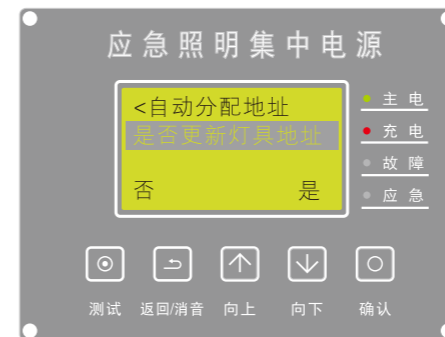 应急照明集中电源
<自动分配地址
是否更新灯具地址
否 是
主电
充电
故障
应急
测试 返回/消音 向上 向下 确认